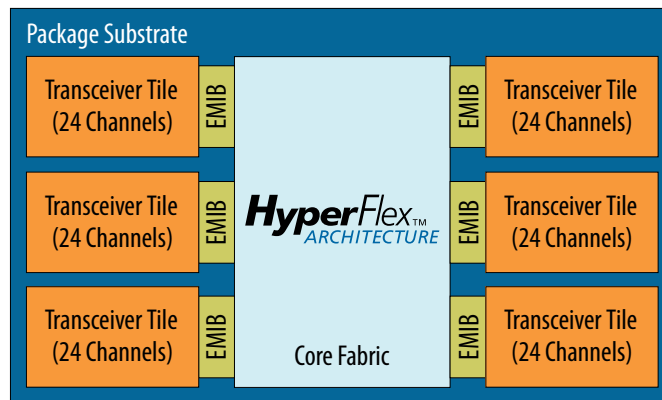 Package Substrate
Transceiver Tile
(24 Channels)
EMIB
EMIB
Transceiver Tile
(24 Channels)
Transceiver Tile
(24 Channels)
EMIB
HyperFlex™
ARCHITECTURE
EMIB
Transceiver Tile
(24 Channels)
Transceiver Tile
(24 Channels)
EMIB
Core Fabric
EMIB
Transceiver Tile
(24 Channels)